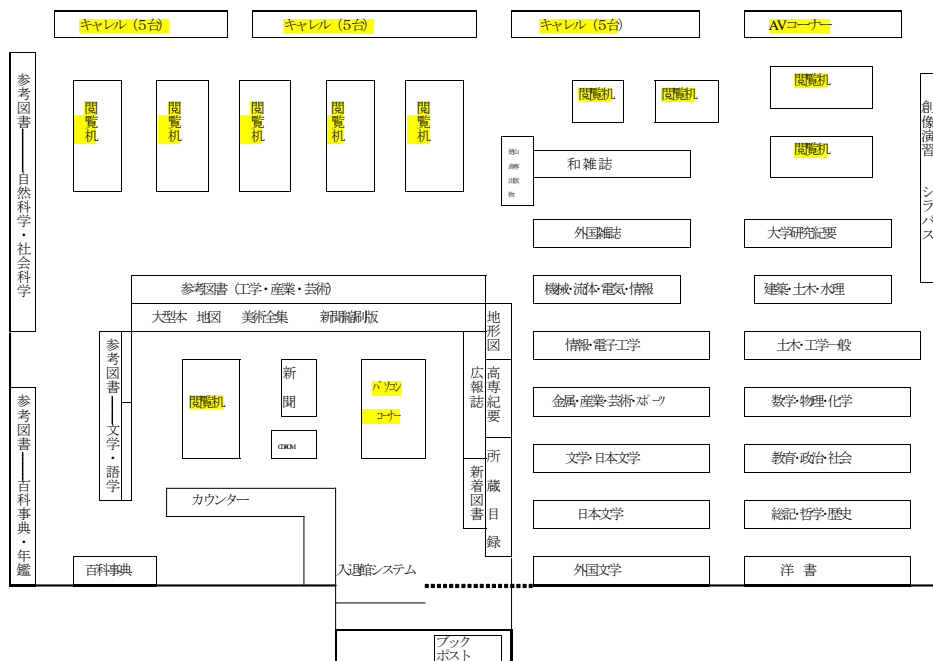 キャレル（5台） キャレル（5台） キャレル（5台） AVコーナー
参考図書━━自然科学・社会科学
閲覧机 閲覧机 閲覧机 閲覧机 閲覧机
閲覧机 閲覧机 閲覧机
閲覧机
創像演習 シラバス
和 雑 誌
外国雑誌 大学研究紀要
参考図書（工学・産業・芸術） 機械・流体・電気・情報 建築・土木・水理
大型本 地図 美術全集 新聞縮刷版
地形図
参考図書━━文学・語学
情報・電子工学 土木・工学一般
閲覧机 新聞 パソコン
コーナー
CDROM
広報誌 高専紀要
新着図書 所蔵目録
金属・産業・芸術・スポーツ 数学・物理・化学
参考図書━━百科事典・年鑑
文学・日本文学 教育・政治・社会
カウンター
日本文学 総記・哲学・歴史
百科事典 入退館システム 外国文学 洋 書
ブック
ポスト